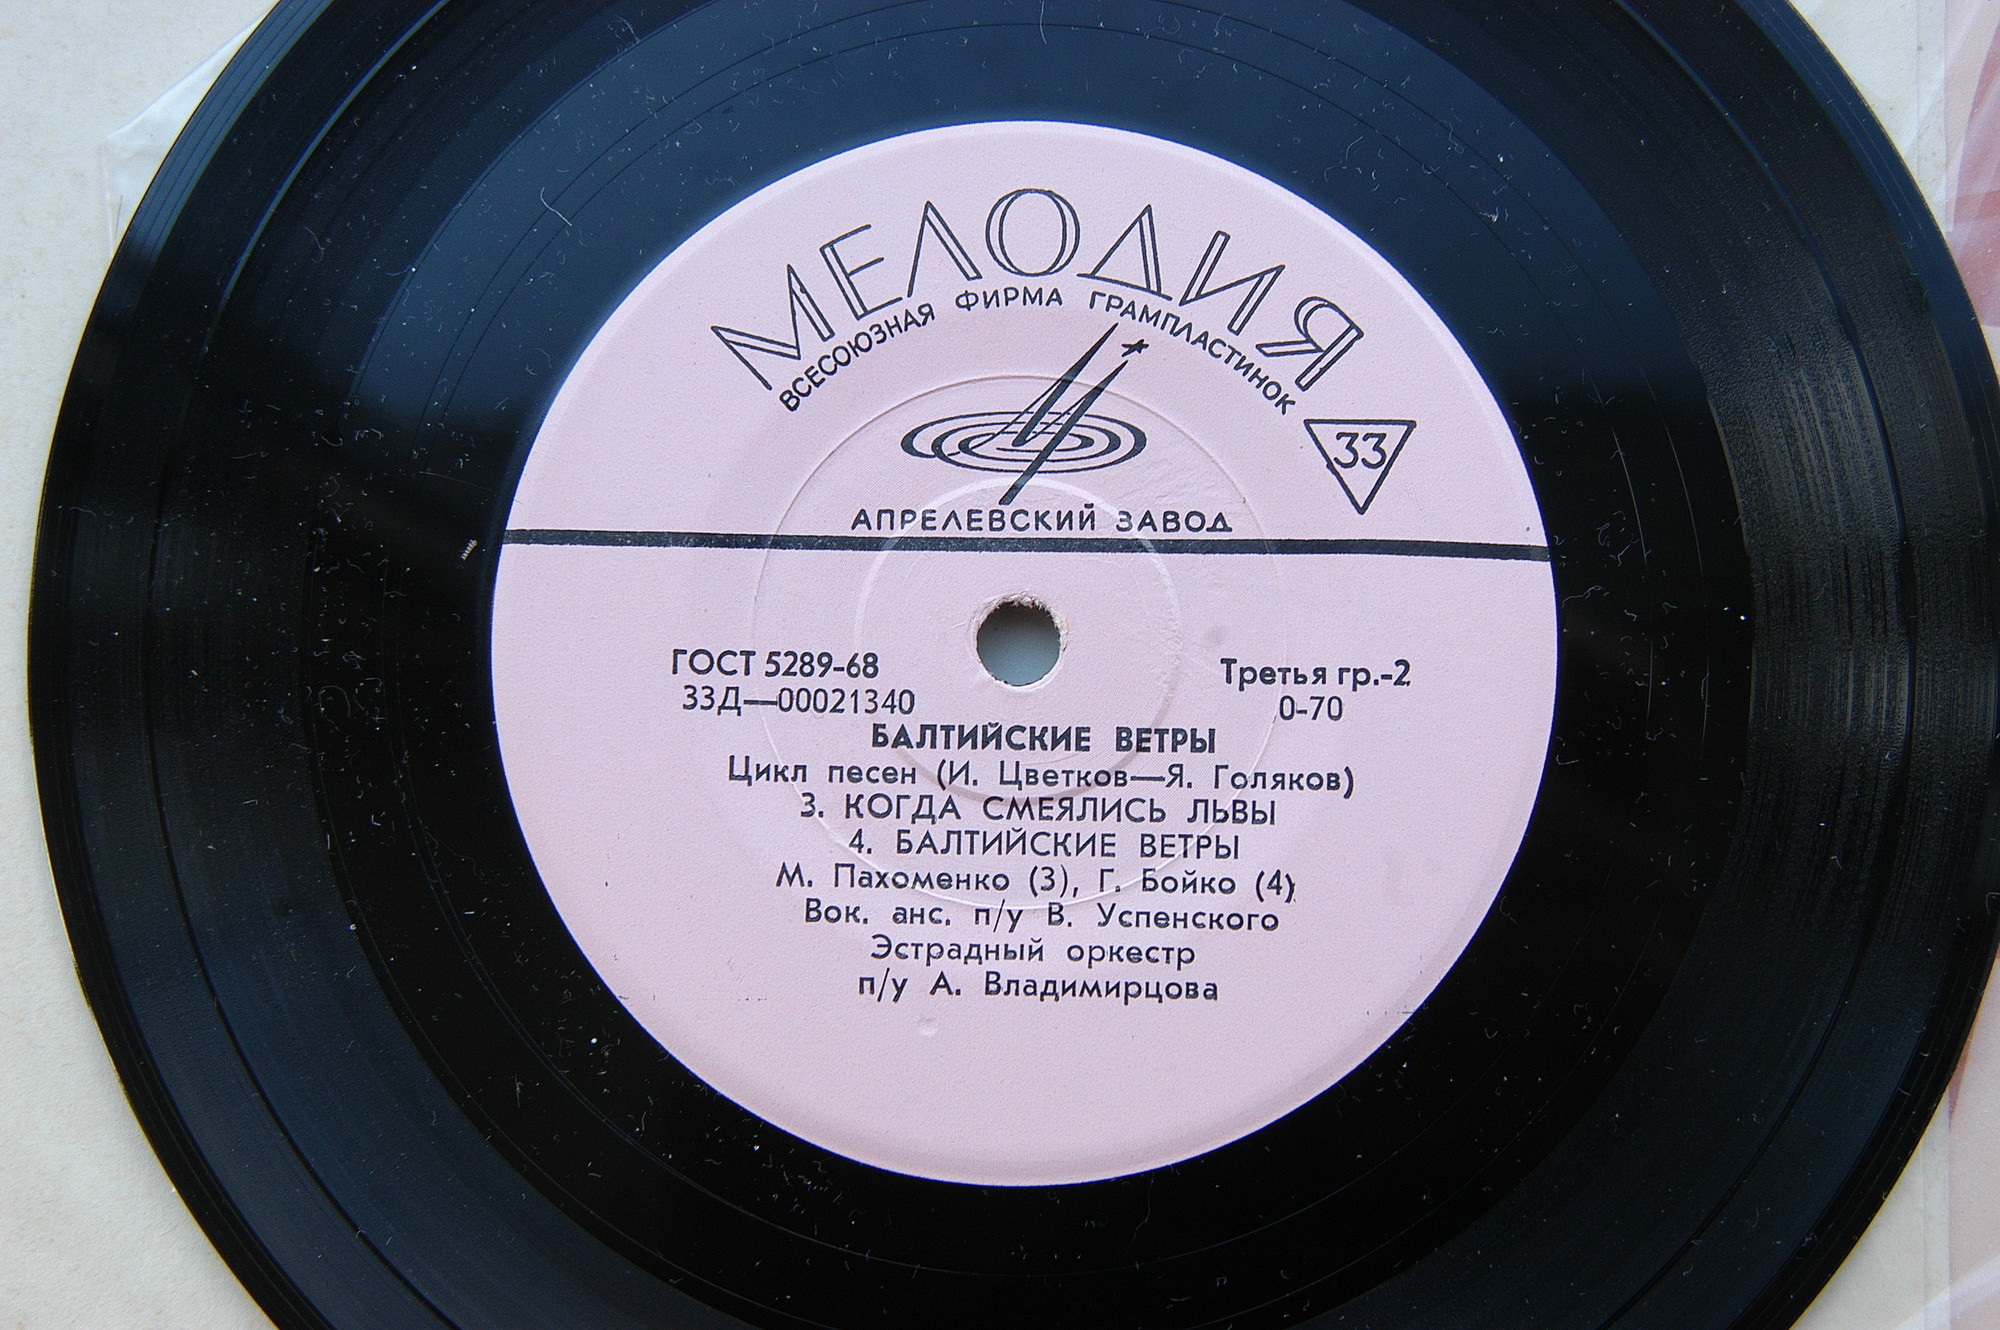 МЕЛОДИЯ
ВСЕСОЮЗНАЯ ФИРМА ГРАМПЛАСТИНОК
33
АПРЕЛЕВСКИЙ ЗАВОД
ГОСТ 5289-68
33Д—00021340
Третья гр.-2
0-70
БАЛТИЙСКИЕ ВЕТРЫ
Цикл песен (И. Цветков—Я. Голяков)
3. КОГДА СМЕЯЛИСЬ ЛЬВЫ
4. БАЛТИЙСКИЕ ВЕТРЫ
М. Пахоменко (3), Г. Бойко (4)
Вок. анс. п/у В. Успенского
Эстрадный оркестр
п/у А. Владимирцова